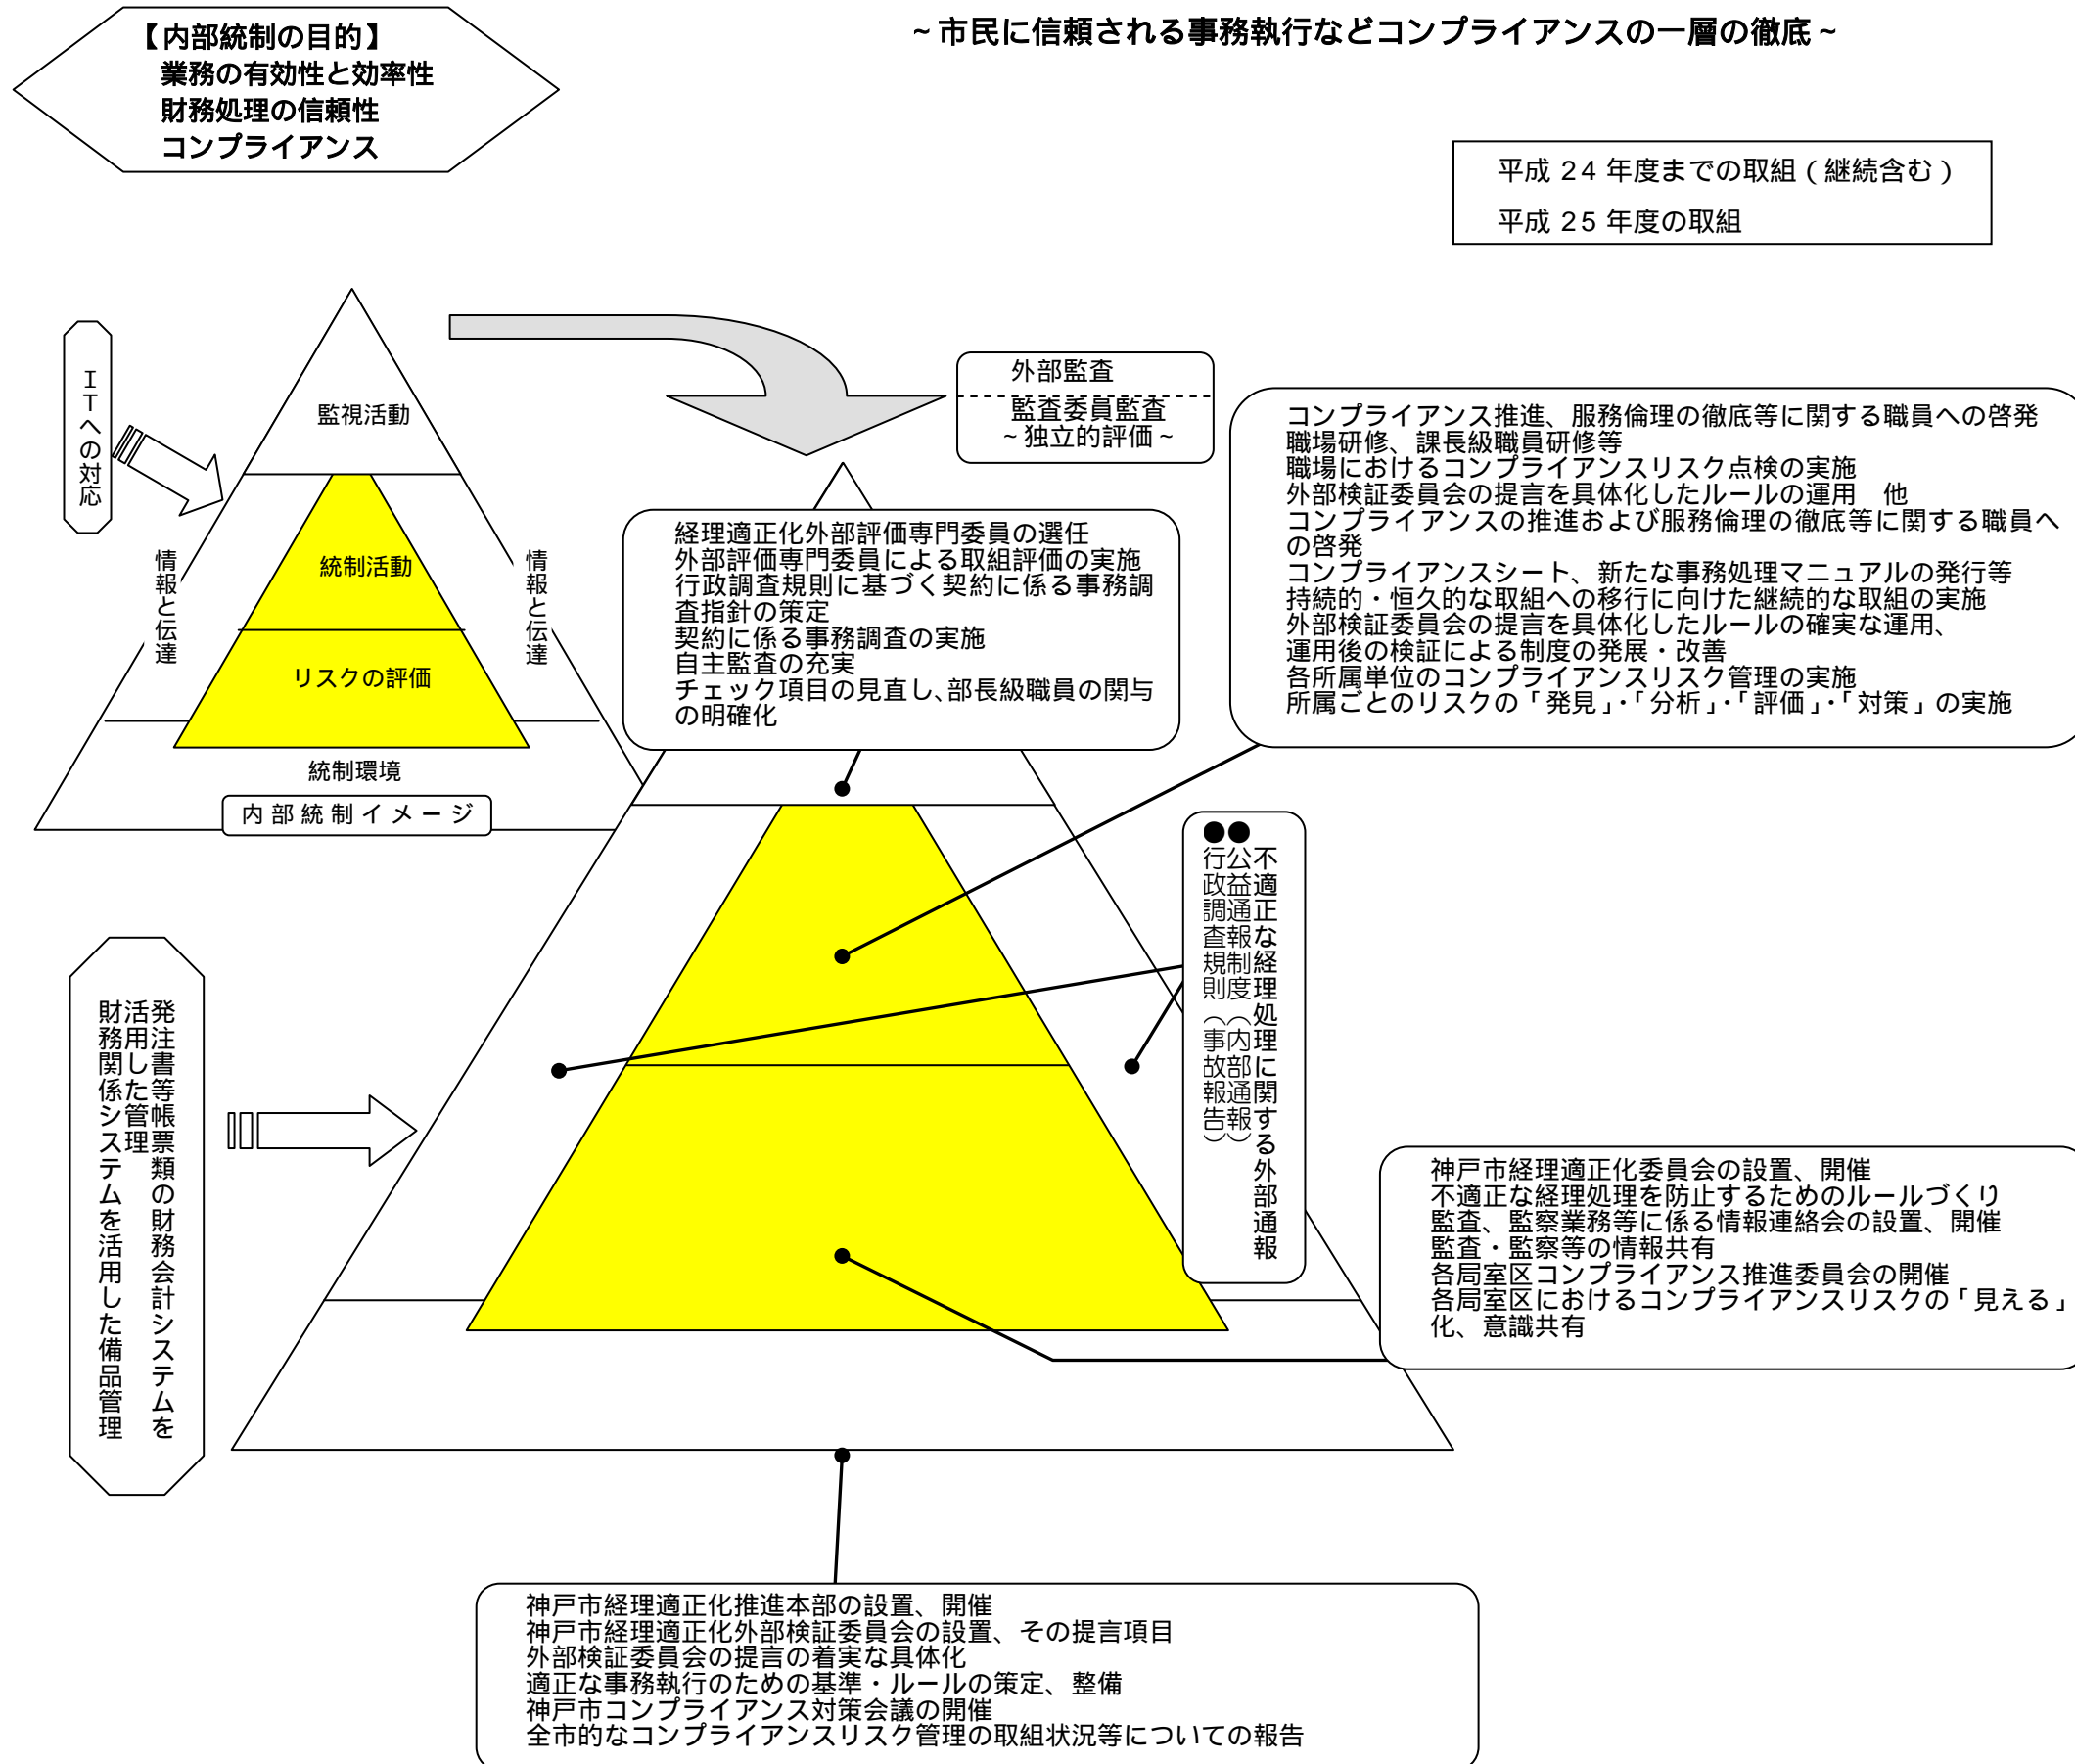 【内部統制の目的】
業務の有効性と効率性
財務処理の信頼性
コンプライアンス
~市民に信頼される事務執行などコンプライアンスの一層の徹底~
平成 24 年度までの取組(継続含む)
平成 25 年度の取組
ITへの対応
監視活動
統制活動
リスクの評価
情報と伝達
情報と伝達
統制環境
内部統制イメージ
外部監査
監査委員監査
~独立的評価~
経理適正化外部評価専門委員の選任
外部評価専門委員による取組評価の実施
行政調査規則に基づく契約に係る事務調
査指針の策定
契約に係る事務調査の実施
自主監査の充実
チェック項目の見直し、部長級職員の関与
の明確化
コンプライアンス推進、服務倫理の徹底等に関する職員への啓発
職場研修、課長級職員研修等
職場におけるコンプライアンスリスク点検の実施
外部検証委員会の提言を具体化したルールの運用 他
コンプライアンスの推進および服務倫理の徹底等に関する職員へ
の啓発
コンプライアンスシート、新たな事務処理マニュアルの発行等
持続的・恒久的な取組への移行に向けた継続的な取組の実施
外部検証委員会の提言を具体化したルールの確実な運用、
運用後の検証による制度の発展・改善
各所属単位のコンプライアンスリスク管理の実施
所属ごとのリスクの「発見」・「分析」・「評価」・「対策」の実施
不適正な経理処理に関する外部通報
●公益通報制度(内部通報)
●行政調査規則(事故報告)
発注書等帳票類の財務会計システムを
活用した管理
財務関係システムを活用した備品管理
神戸市経理適正化委員会の設置、開催
不適正な経理処理を防止するためのルールづくり
監査、監察業務等に係る情報連絡会の設置、開催
監査・監察等の情報共有
各局室区コンプライアンス推進委員会の開催
各局室区におけるコンプライアンスリスクの「見える」
化、意識共有
神戸市経理適正化推進本部の設置、開催
神戸市経理適正化外部検証委員会の設置、その提言項目
外部検証委員会の提言の着実な具体化
適正な事務執行のための基準・ルールの策定、整備
神戸市コンプライアンス対策会議の開催
全市的なコンプライアンスリスク管理の取組状況等についての報告